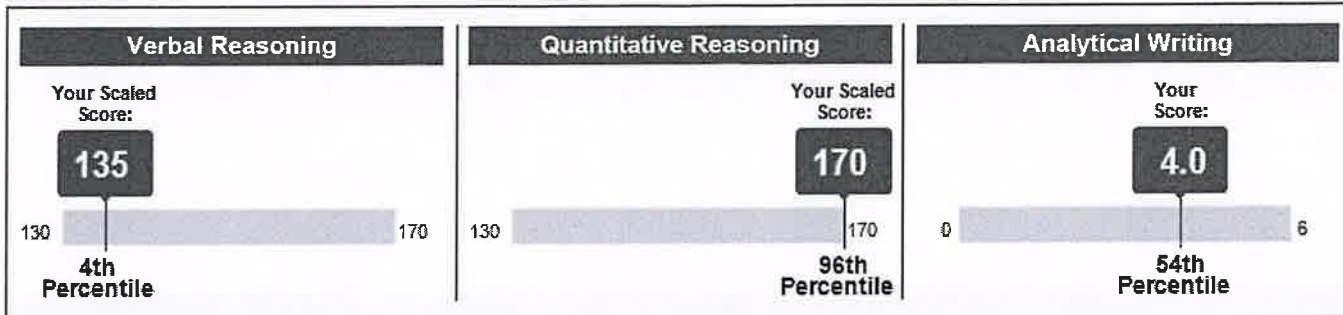 Verbal Reasoning
Your Scaled
Score:
135
130
170
4th
Percentile
Quantitative Reasoning
Your Scaled
Score:
170
130
170
96th
Percentile
Analytical Writing
Your
Score:
4.0
0
6
54th
Percentile